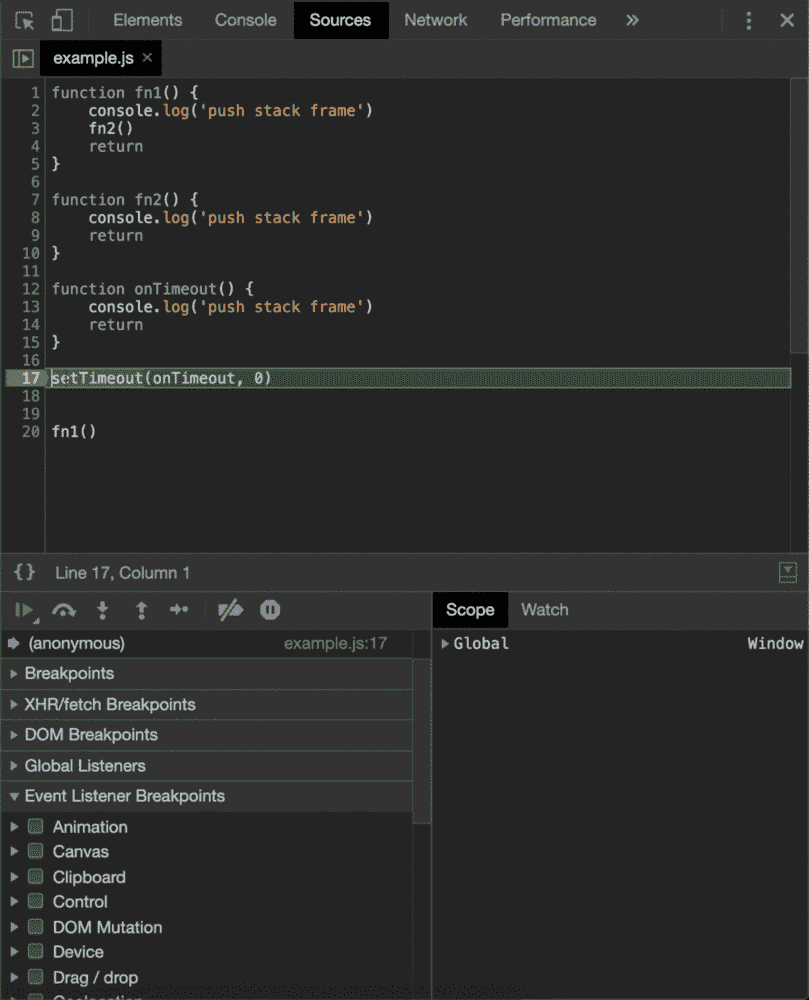 Elements Console Sources Network Performance »
example.js ×
1 function fn1() {
2     console.log('push stack frame')
3     fn2()
4     return
5 }
6
7 function fn2() {
8     console.log('push stack frame')
9     return
10 }
11
12 function onTimeout() {
13     console.log('push stack frame')
14     return
15 }
16
17 setTimeout(onTimeout, 0)
18
19
20 fn1()
{} Line 17, Column 1
Scope Watch
(anonymous) example.js:17
Global Window
Breakpoints
XHR/fetch Breakpoints
DOM Breakpoints
Global Listeners
Event Listener Breakpoints
Animation
Canvas
Clipboard
Control
DOM Mutation
Device
Drag / drop